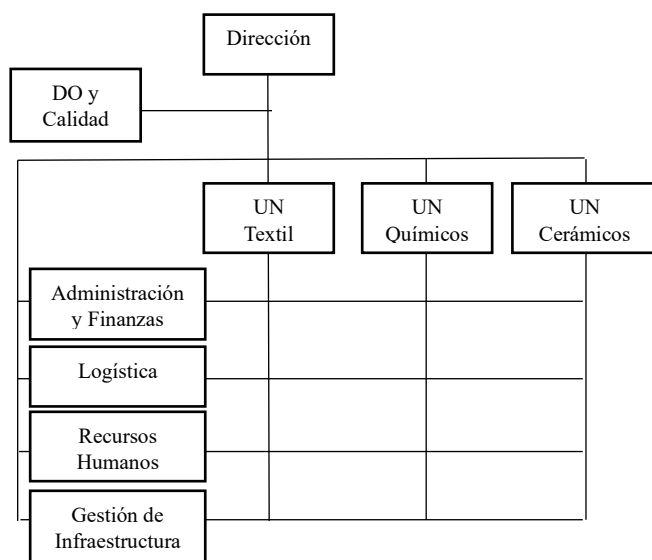 Dirección
DO y
Calidad
UN
Textil
UN
Químicos
UN
Cerámicos
Administración
y Finanzas
Logística
Recursos
Humanos
Gestión de
Infraestructura